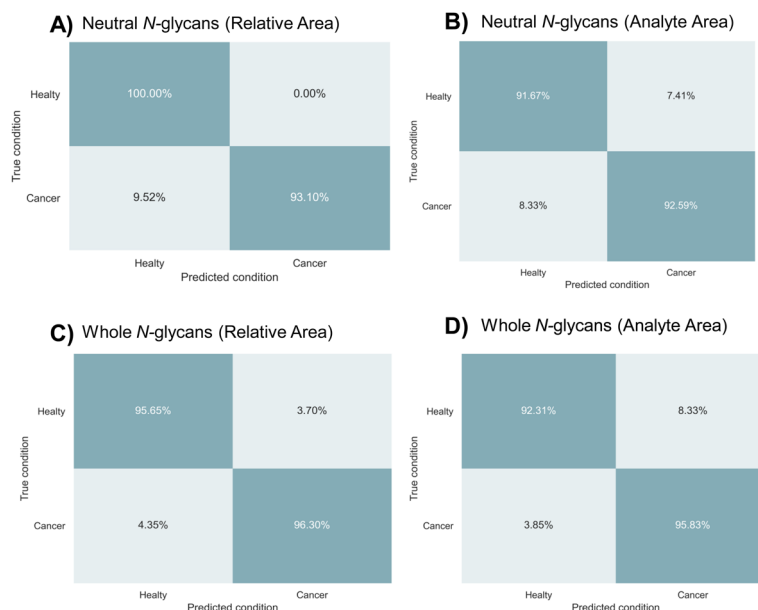 A) Neutral N-glycans (Relative Area)
True condition
Healty
100.00%
0.00%
Cancer
9.52%
93.10%
Healty
Cancer
Predicted condition
B) Neutral N-glycans (Analyte Area)
True condition
Healty
91.67%
7.41%
Cancer
8.33%
92.59%
Healty
Cancer
Predicted condition
C) Whole N-glycans (Relative Area)
True condition
Healty
95.65%
3.70%
Cancer
4.35%
96.30%
Healty
Cancer
Predicted condition
D) Whole N-glycans (Analyte Area)
True condition
Healty
92.31%
8.33%
Cancer
3.85%
95.83%
Healty
Cancer
Predicted condition